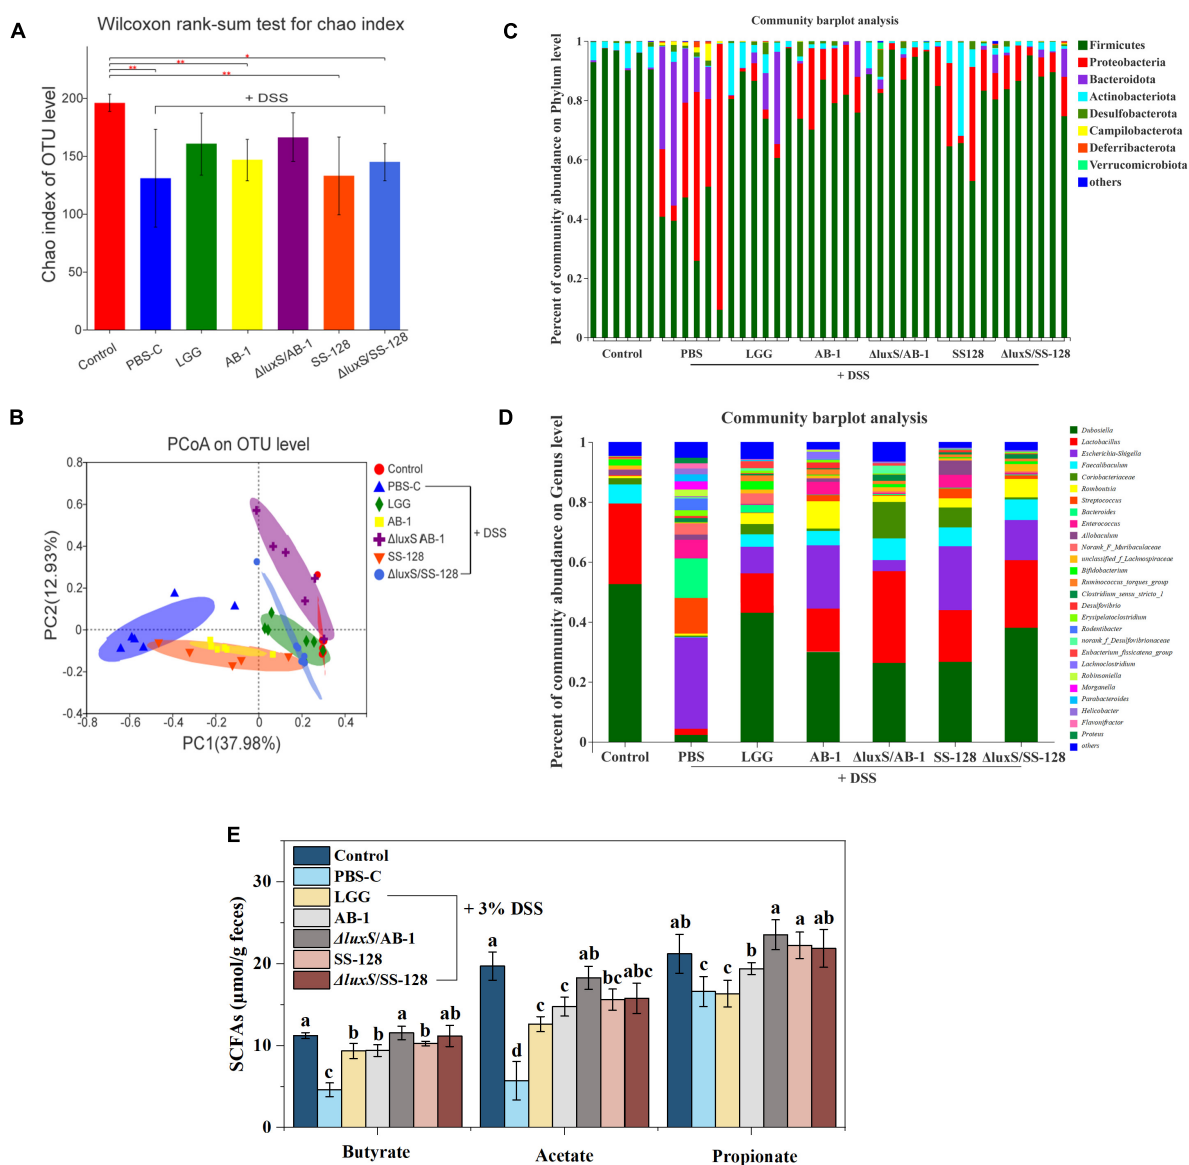 A
Wilcoxon rank-sum test for chao index
Chao index of OTU level
200
150
100
50
0
*
**
**
**
+ DSS
Control
PBS-C
LGG
AB-1
ΔluxS/AB-1
SS-128
ΔluxS/SS-128
C
Community barplot analysis
Percent of community abundance on Phylum level
1
0.8
0.6
0.4
0.2
0
Control
PBS
LGG
AB-1
ΔluxS/AB-1
SS128
ΔluxS/SS-128
+ DSS
Firmicutes
Proteobacteria
Bacteroidota
Actinobacteriota
Desulfobacterota
Campilobacterota
Deferribacterota
Verrucomicrobiota
others
B
PCoA on OTU level
PC2(12.93%)
0.8
0.6
0.4
0.2
0
-0.2
-0.4
-0.8
-0.6
-0.4
-0.2
0
0.2
0.4
PC1(37.98%)
Control
PBS-C
LGG
AB-1
ΔluxS AB-1
SS-128
ΔluxS/SS-128
+ DSS
D
Community barplot analysis
Percent of community abundance on Genus level
1
0.8
0.6
0.4
0.2
0
Control
PBS
LGG
AB-1
ΔluxS/AB-1
SS-128
ΔluxS/SS-128
+ DSS
Dubosiella
Lactobacillus
Escherichia-Shigella
Faecalibaculum
Coriobacteriaceae
Romboutsia
Streptococcus
Bacteroides
Enterococcus
Allobaculum
Norank_F_Muribaculaceae
unclassified_f_Lachnospiraceae
Bifidobacterium
Ruminococcus_torques_group
Clostridium_sensu_stricto_1
Desulfovibrio
Erysipelatoclostridium
Rodentibacter
norank_f_Desulfovibrionaceae
Eubacterium_fissicatena_group
Lachnoclostridium
Robinsoniella
Morganella
Parabacteroides
Helicobacter
Flavonifractor
Proteus
others
E
SCFAs (μmol/g feces)
30
20
10
0
Control
PBS-C
LGG
AB-1
ΔluxS/AB-1
SS-128
ΔluxS/SS-128
+ 3% DSS
a
c
b
b
a
b
ab
a
d
c
c
ab
bc
abc
ab
c
c
b
a
a
ab
Butyrate
Acetate
Propionate